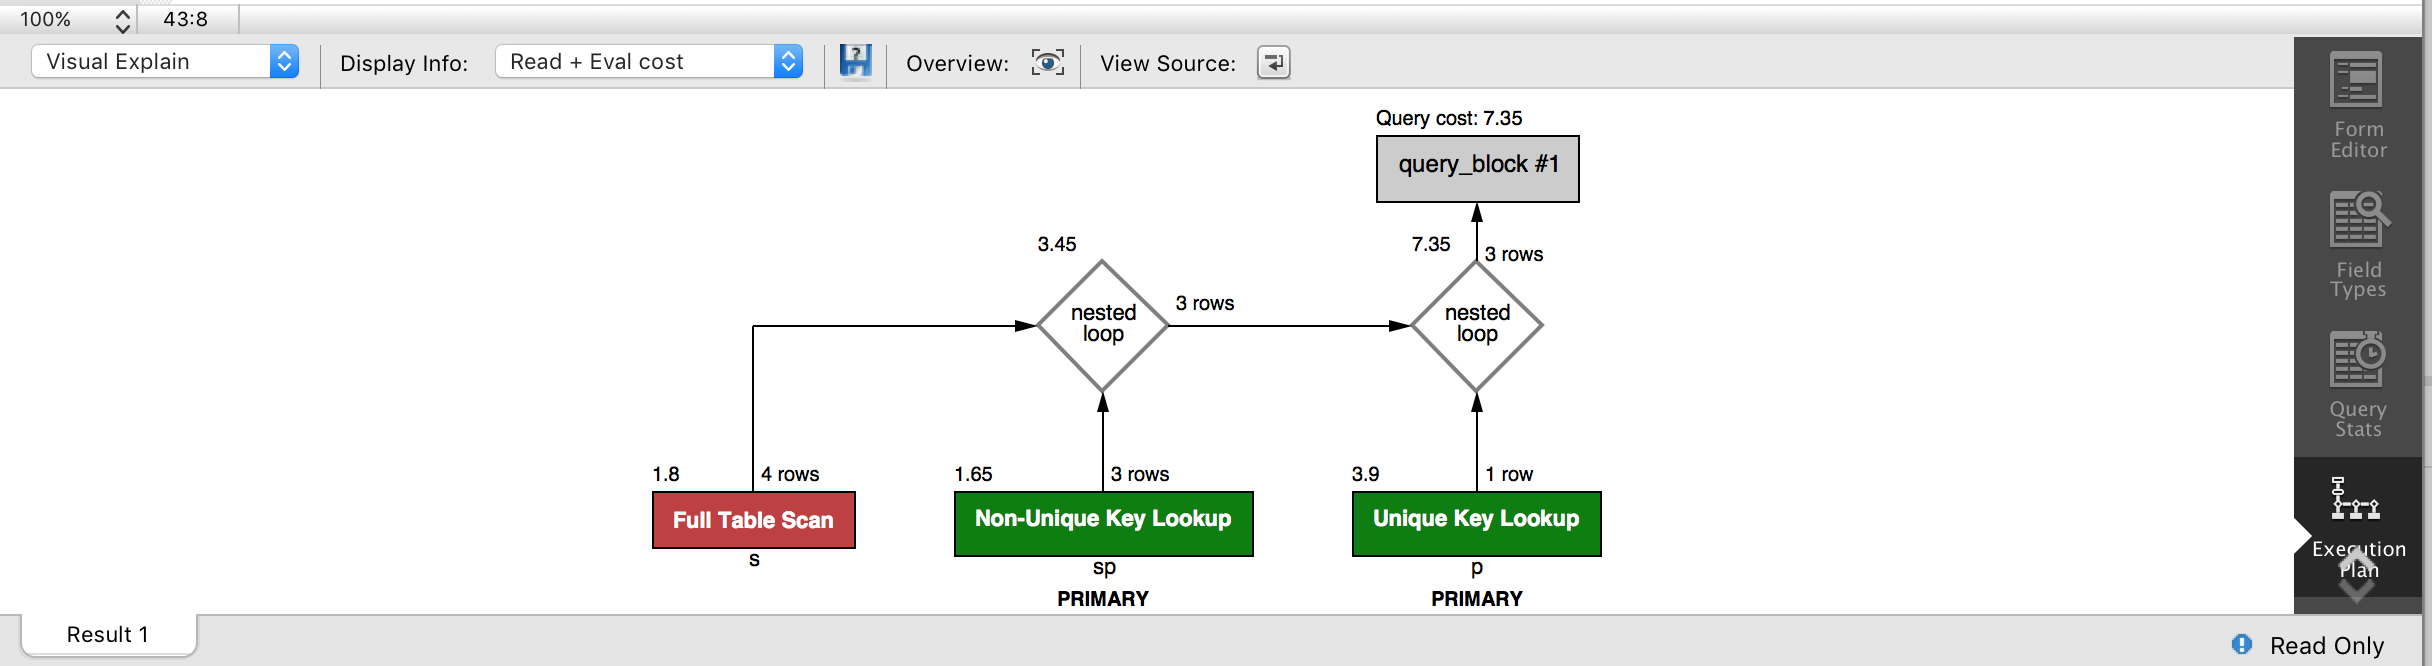 100% 43:8
Visual Explain Display Info: Read + Eval cost Overview: View Source:
Form
Editor
Field
Types
Query
Stats
Execution
Plan
Query cost: 7.35
query_block #1
3.45
7.35
3 rows
nested
loop
3 rows
nested
loop
1.8 4 rows
1.65 3 rows
3.9 1 row
Full Table Scan
Non-Unique Key Lookup
Unique Key Lookup
s
sp
p
PRIMARY
PRIMARY
Result 1
Read Only